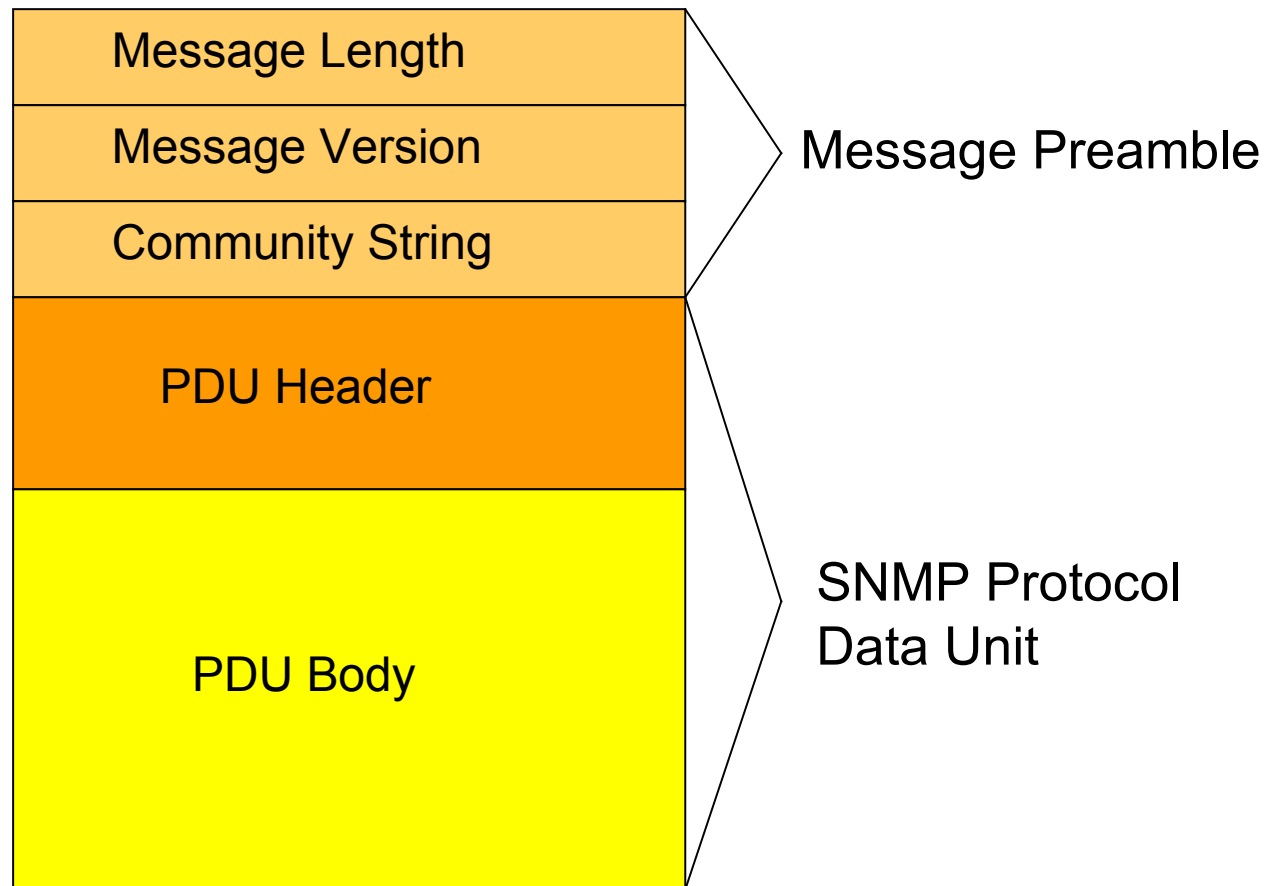 Message Length
Message Version
Message Preamble
Community String
PDU Header
SNMP Protocol
Data Unit
PDU Body